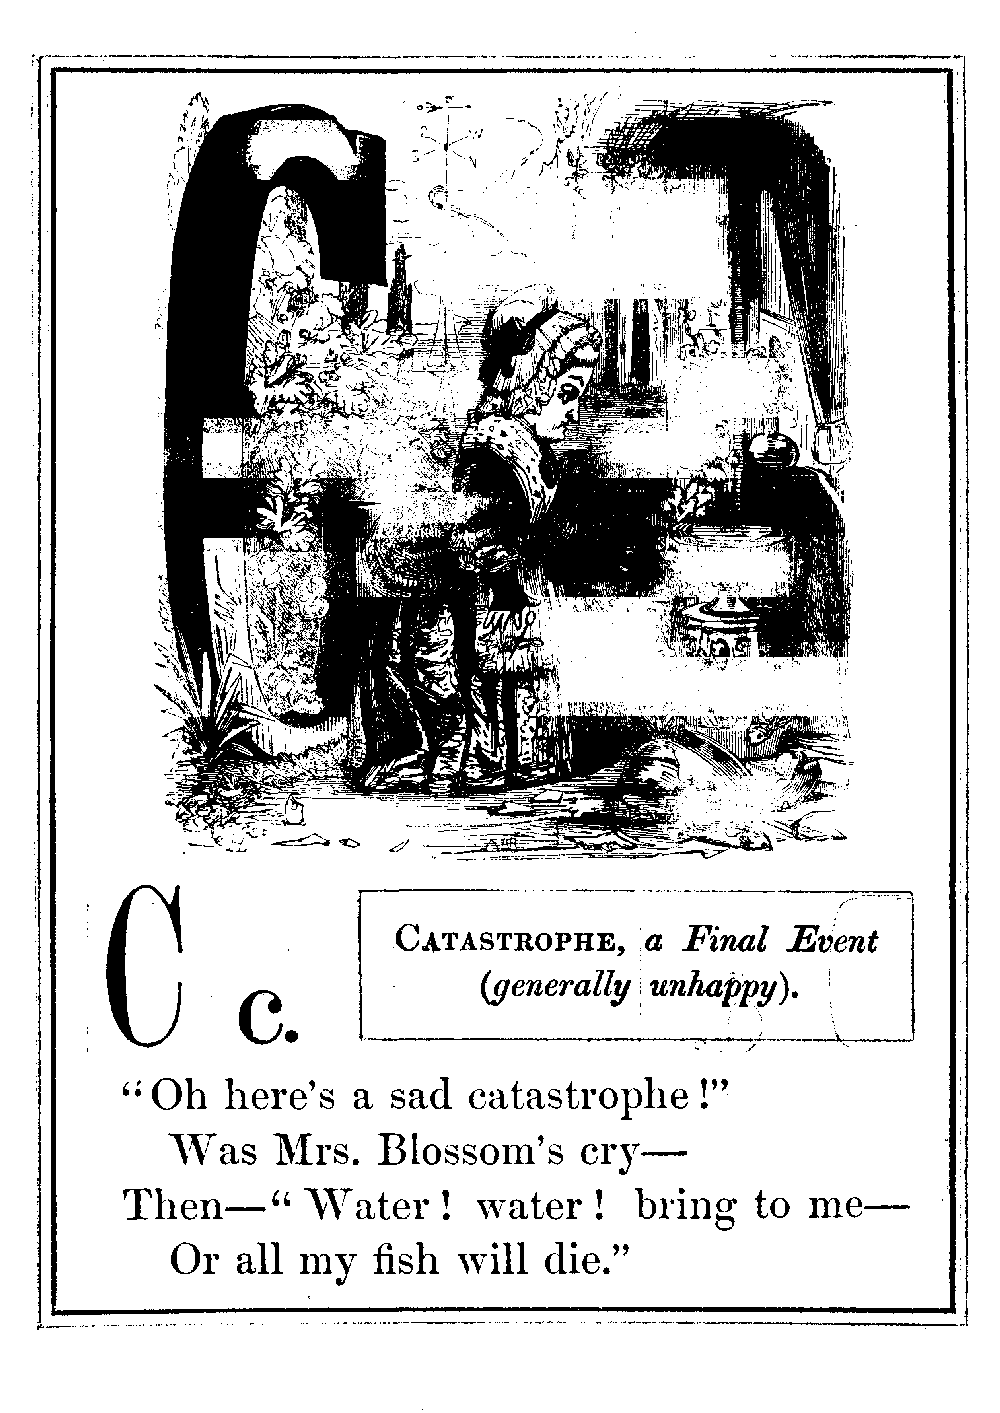 C
C c.
CATASTROPHE, a Final Event
(generally unhappy).
“Oh here’s a sad catastrophe!”
Was Mrs. Blossom’s cry—
Then—“Water! water! bring to me—
Or all my fish will die.”